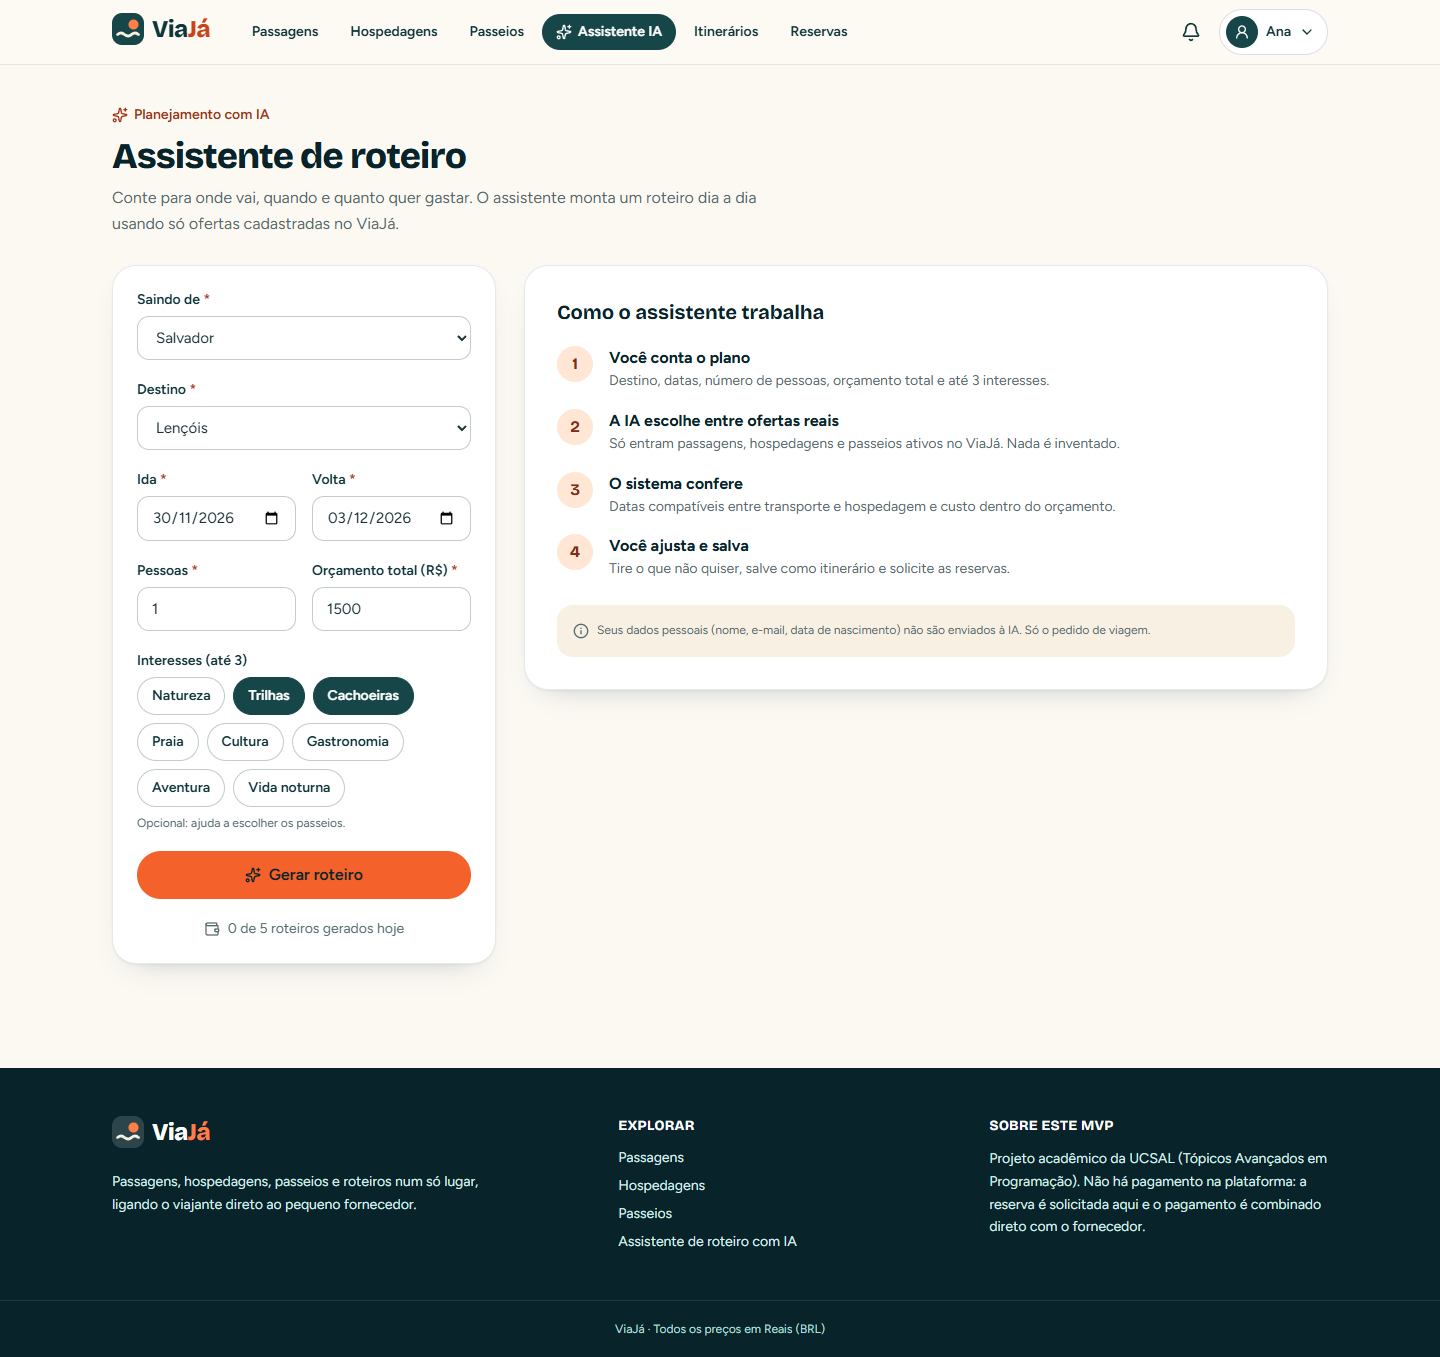 ViaJá
Passagens
Hospedagens
Passeios
Assistente IA
Itinerários
Reservas
Ana
Planejamento com IA
Assistente de roteiro
Conte para onde vai, quando e quanto quer gastar. O assistente monta um roteiro dia a dia
usando só ofertas cadastradas no ViaJá.
Saindo de *
Salvador
Destino *
Lençóis
Ida *
Volta *
30/11/2026
03/12/2026
Pessoas *
Orçamento total (R$) *
1
1500
Interesses (até 3)
Natureza
Trilhas
Cachoeiras
Praia
Cultura
Gastronomia
Aventura
Vida noturna
Opcional: ajuda a escolher os passeios.
Gerar roteiro
0 de 5 roteiros gerados hoje
Como o assistente trabalha
1
Você conta o plano
Destino, datas, número de pessoas, orçamento total e até 3 interesses.
2
A IA escolhe entre ofertas reais
Só entram passagens, hospedagens e passeios ativos no ViaJá. Nada é inventado.
3
O sistema confere
Datas compatíveis entre transporte e hospedagem e custo dentro do orçamento.
4
Você ajusta e salva
Tire o que não quiser, salve como itinerário e solicite as reservas.
Seus dados pessoais (nome, e-mail, data de nascimento) não são enviados à IA. Só o pedido de viagem.
ViaJá
Passagens, hospedagens, passeios e roteiros num só lugar,
ligando o viajante direto ao pequeno fornecedor.
EXPLORAR
Passagens
Hospedagens
Passeios
Assistente de roteiro com IA
SOBRE ESTE MVP
Projeto acadêmico da UCSAL (Tópicos Avançados em
Programação). Não há pagamento na plataforma: a
reserva é solicitada aqui e o pagamento é combinado
direto com o fornecedor.
ViaJá · Todos os preços em Reais (BRL)